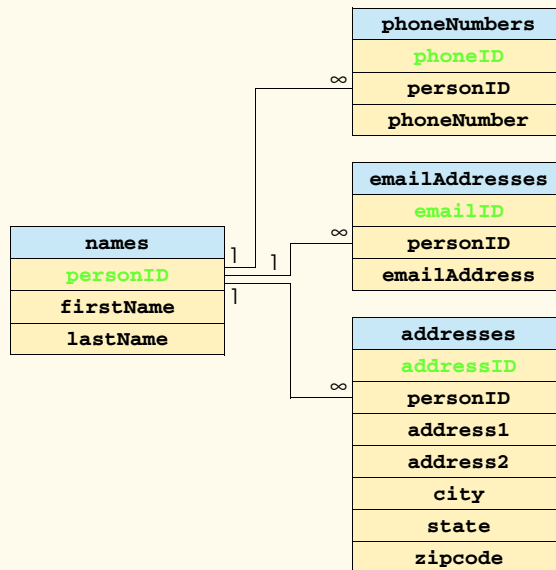 names
personID
firstName
lastName
1
1
1
∞
∞
∞
phoneNumbers
phoneID
personID
phoneNumber
emailAddresses
emailID
personID
emailAddress
addresses
addressID
personID
address1
address2
city
state
zipcode